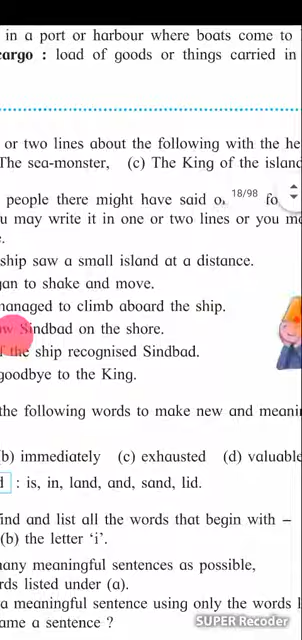 in a port or harbour where boats come to
cargo : load of goods or things carried in
or two lines about the following with the he
The sea-monster, (c) The King of the island
people there might have said o
18/98
fo
u may write it in one or two lines or you m
e.
ship saw a small island at a distance.
gan to shake and move.
managed to climb aboard the ship.
aw Sindbad on the shore.
f the ship recognised Sindbad.
goodbye to the King.
the following words to make new and meani
(b) immediately (c) exhausted (d) valuable
d : is, in, land, and, sand, lid.
find and list all the words that begin with –
(b) the letter ‘i’.
many meaningful sentences as possible,
rds listed under (a).
a meaningful sentence using only the words l
ame a sentence ?
SUPER Recorder